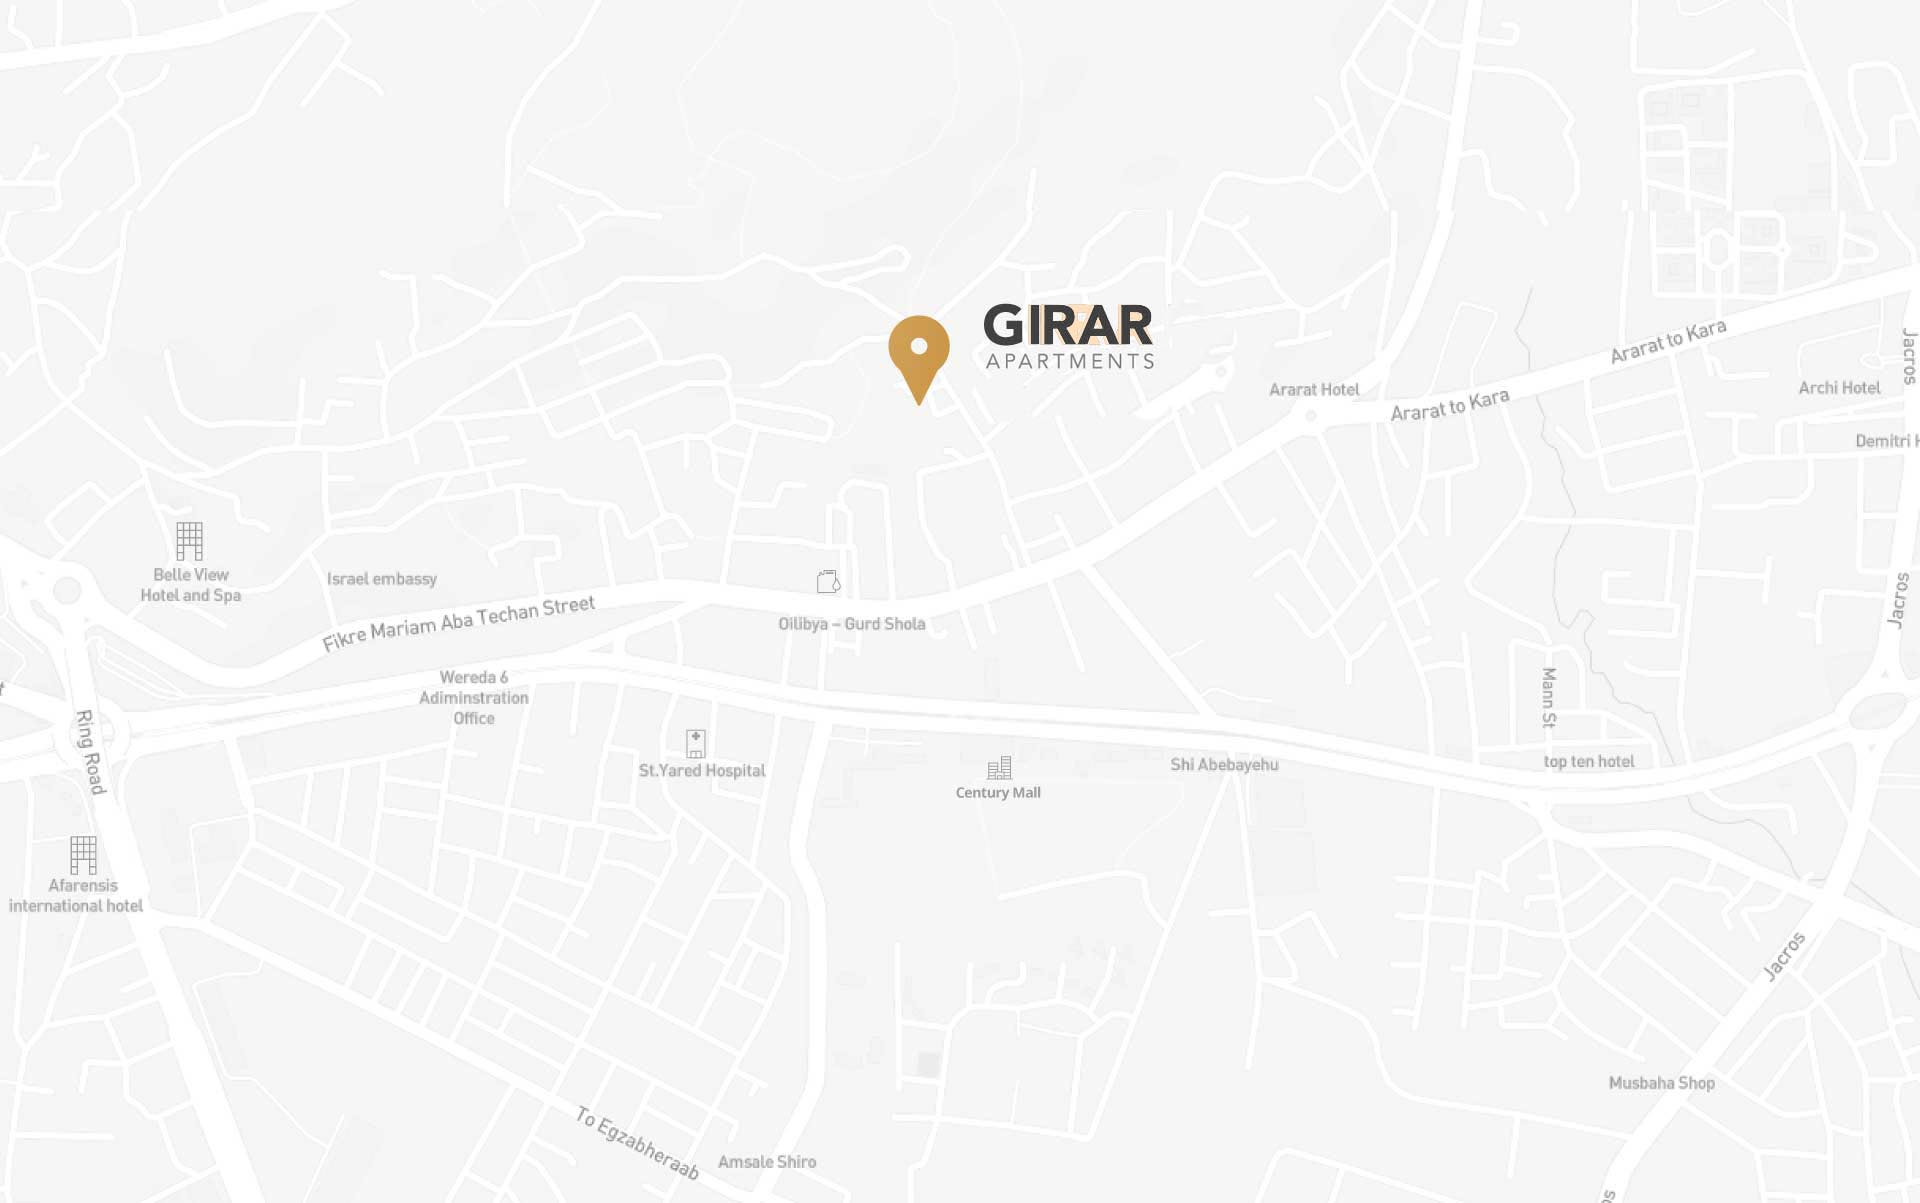 GIRAR
APARTMENTS
Ararat to Kara
Jacros
Ararat Hotel
Archi Hotel
Ararat to Kara
Demitri H
Belle View
Hotel and Spa
Israel embassy
Fikre Mariam Aba Techan Street
Oilibya – Gurd Shola
Jacros
Wereda 6
Adiminstration
Office
Mann St
Ring Road
St.Yared Hospital
Century Mall
Shi Abebayehu
top ten hotel
Afarensis
international hotel
Jacros
Musbaha Shop
To Egzabheraab
Amsale Shiro
os